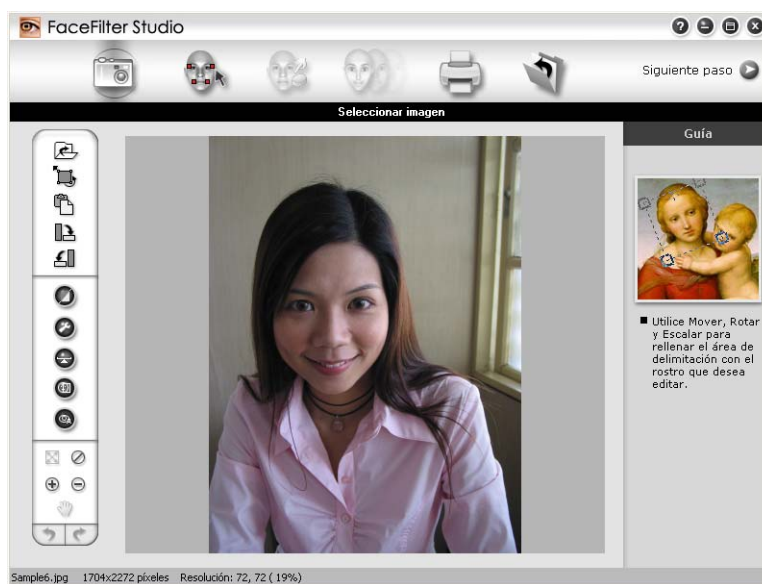 FaceFilter Studio
Siguiente paso
Seleccionar imagen
Guía
Utilice Mover, Rotar
y Escalar para
rellenar el área de
delimitación con el
rostro que desea
editar.
Sample6.jpg 1704x2272 píxeles Resolución: 72, 72 ( 19%)